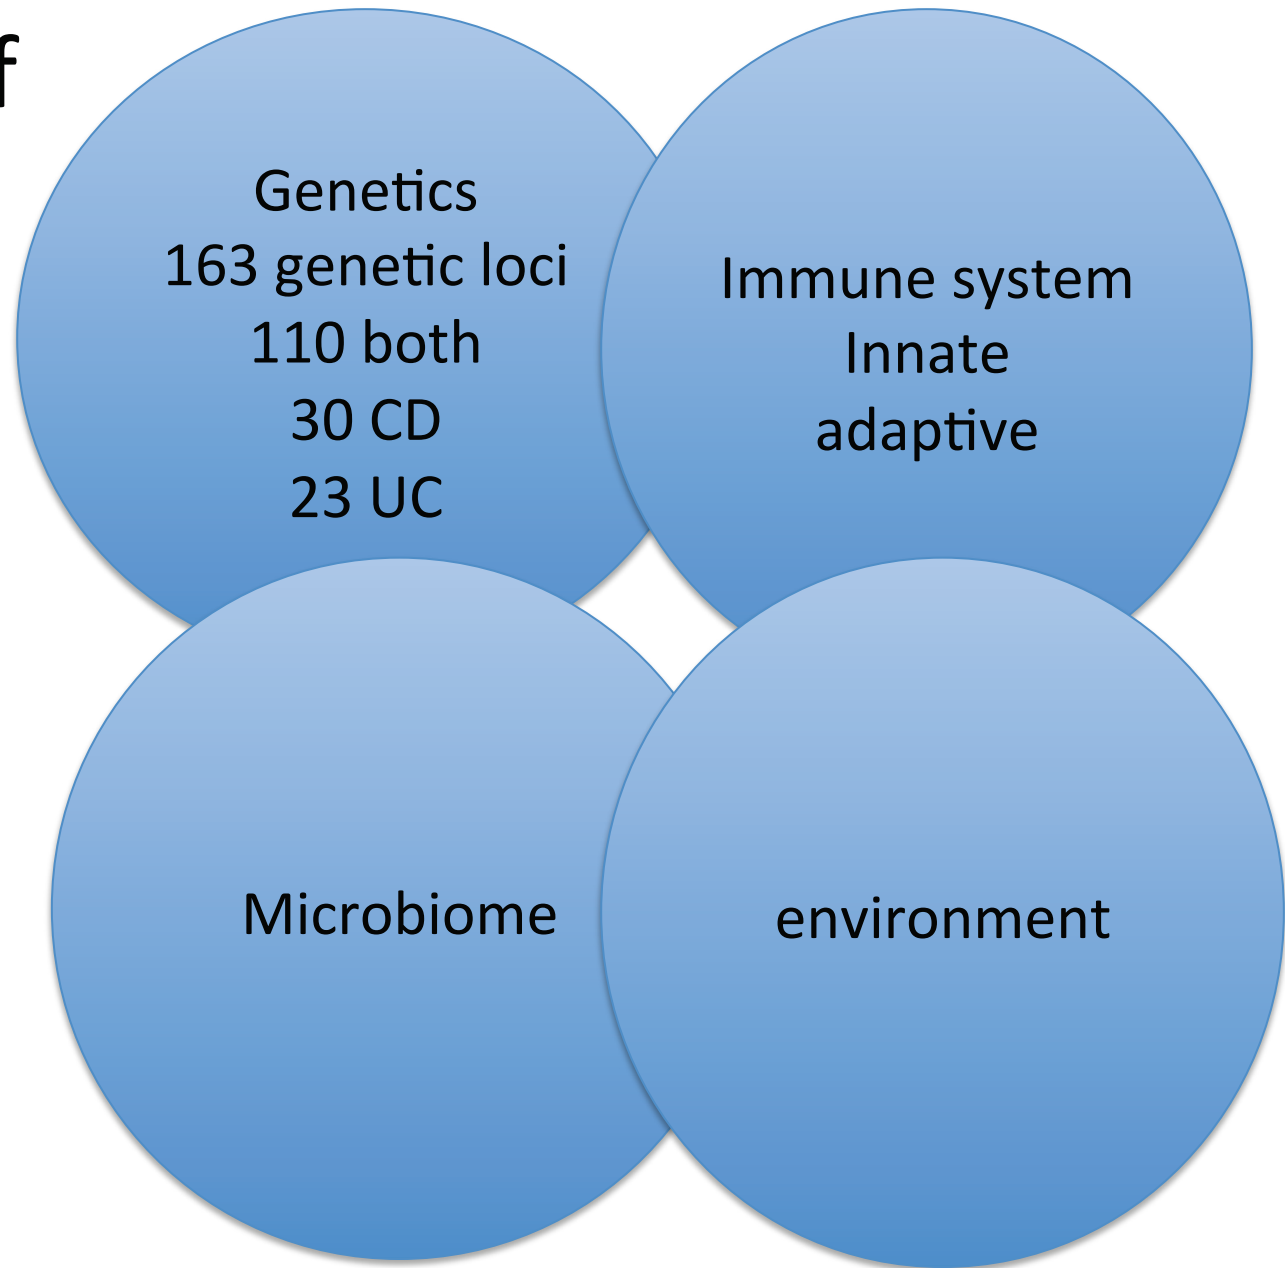 f
Genetics
163 genetic loci
110 both
30 CD
23 UC
Immune system
Innate
adaptive
Microbiome
environment